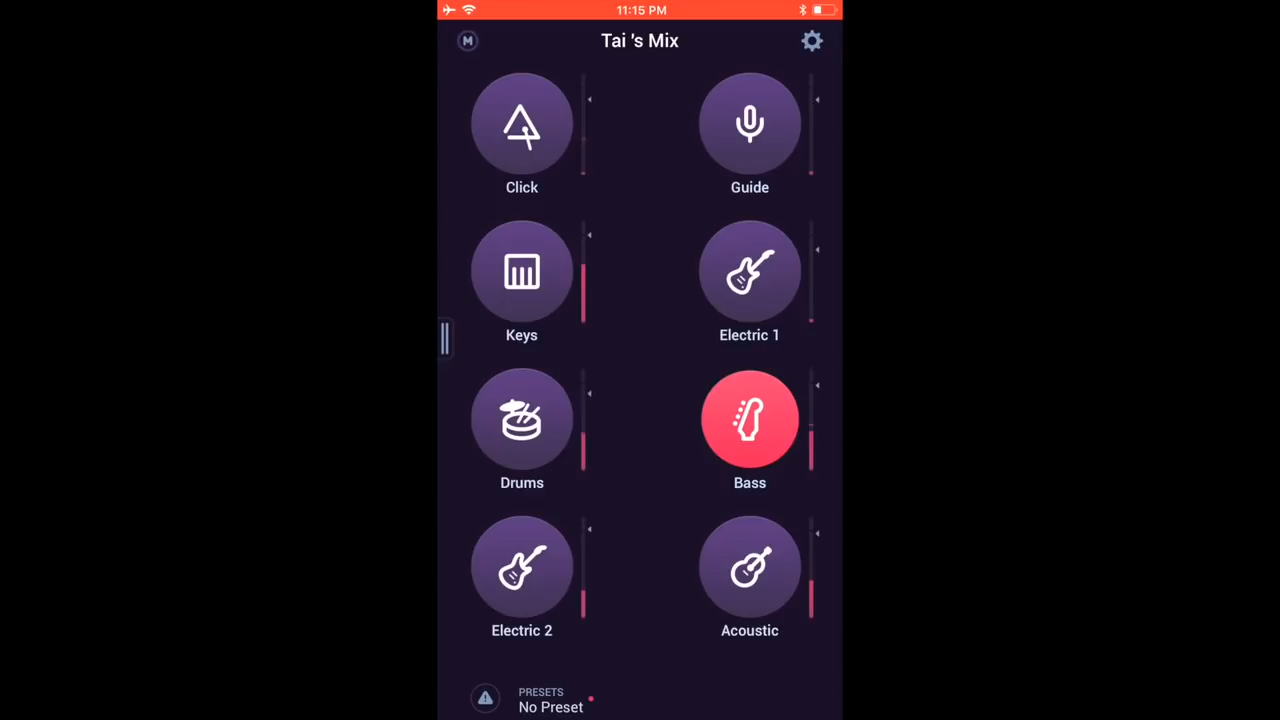 11:15 PM
M
Tai 's Mix
Click
Guide
Keys
Electric 1
Drums
Bass
Electric 2
Acoustic
PRESETS
No Preset